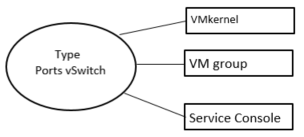 VMkernel
Type
Ports vSwitch
VM group
Service Console